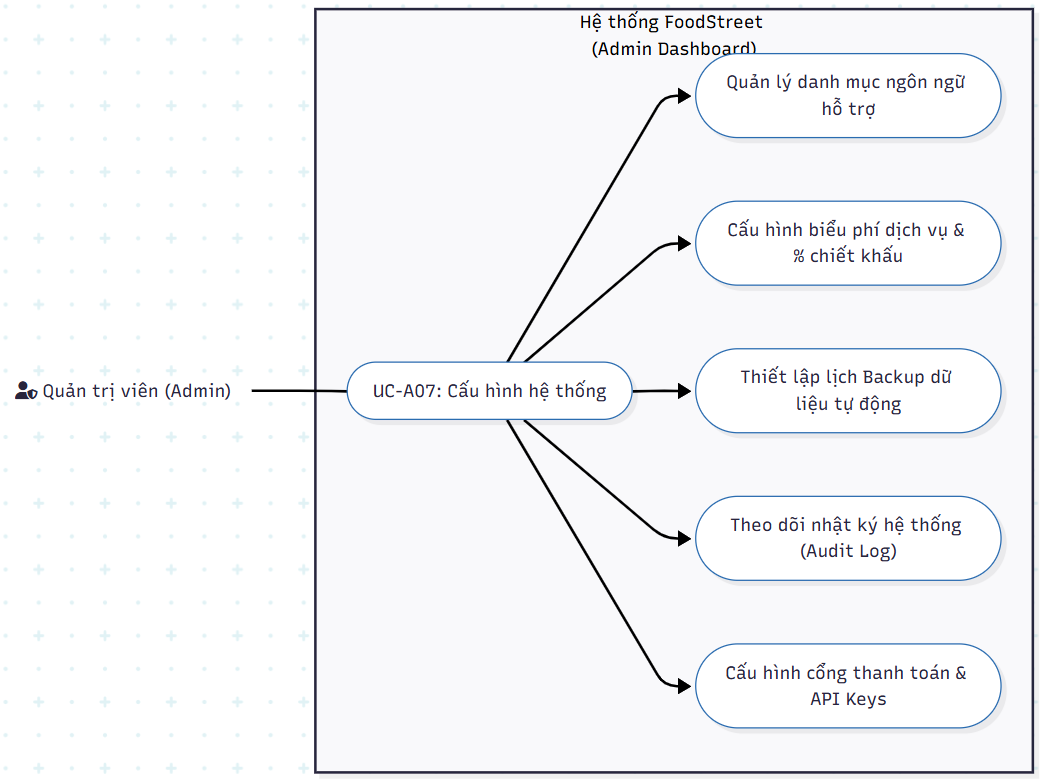 Hệ thống FoodStreet
(Admin Dashboard)
Quản lý danh mục ngôn ngữ
hỗ trợ
Cấu hình biểu phí dịch vụ &
% chiết khấu
Quản trị viên (Admin)
UC-A07: Cấu hình hệ thống
Thiết lập lịch Backup dữ
liệu tự động
Theo dõi nhật ký hệ thống
(Audit Log)
Cấu hình cổng thanh toán &
API Keys